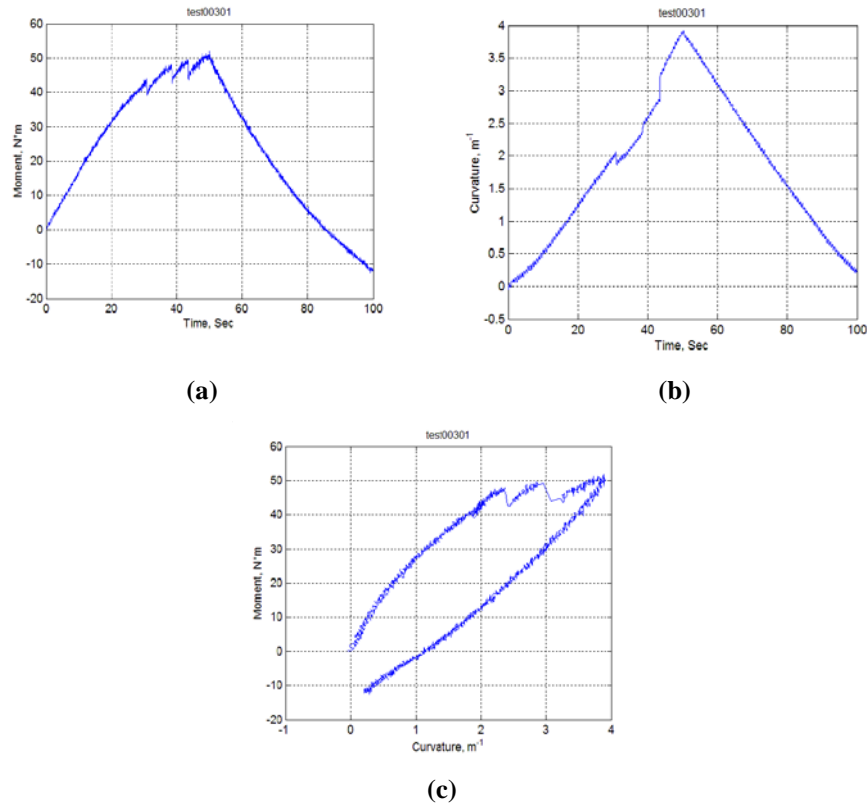 test00301
Moment, N*m
60
50
40
30
20
10
0
-10
-20
0 20 40 60 80 100
Time, Sec
(a)
test00301
Curvature, m⁻¹
4
3.5
3
2.5
2
1.5
1
0.5
0
-0.5
0 20 40 60 80 100
Time, Sec
(b)
test00301
Moment, N*m
60
50
40
30
20
10
0
-10
-20
-1 0 1 2 3 4
Curvature, m⁻¹
(c)